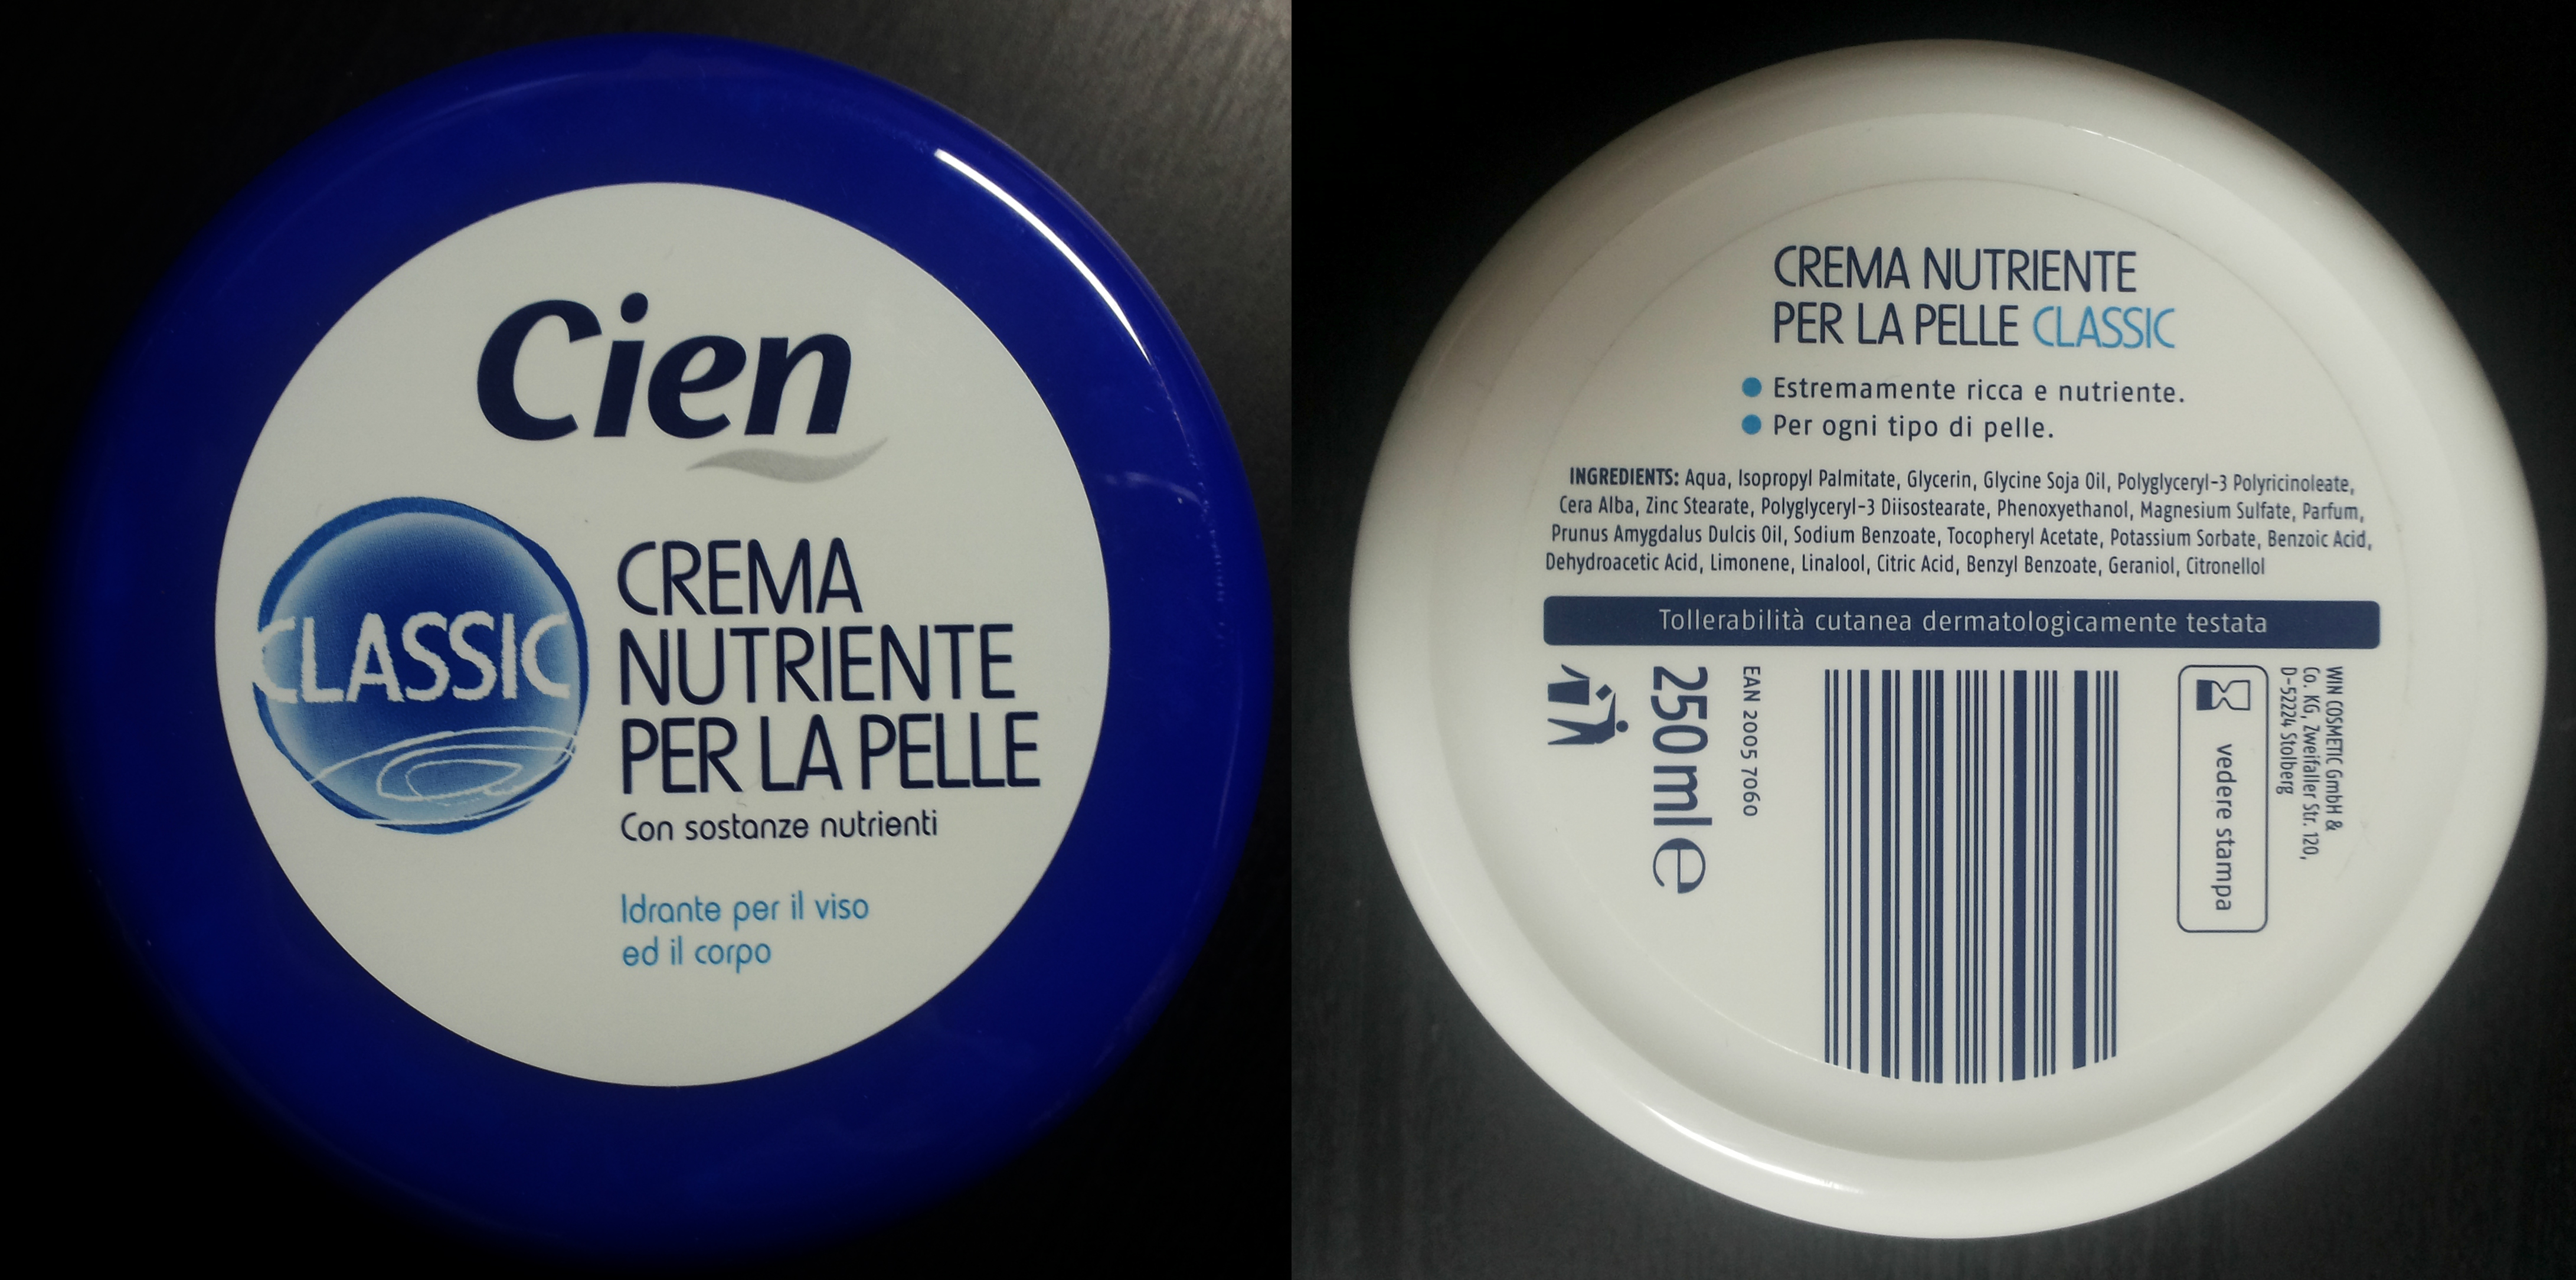 Cien
CLASSIC
CREMA
NUTRIENTE
PER LA PELLE
Con sostanze nutrienti
Idrante per il viso
ed il corpo
CREMA NUTRIENTE
PER LA PELLE CLASSIC
Estremamente ricca e nutriente.
Per ogni tipo di pelle.
INGREDIENTS: Aqua, Isopropyl Palmitate, Glycerin, Glycine Soja Oil, Polyglyceryl-3 Polyricinoleate,
Cera Alba, Zinc Stearate, Polyglyceryl-3 Diisostearate, Phenoxyethanol, Magnesium Sulfate, Parfum,
Prunus Amygdalus Dulcis Oil, Sodium Benzoate, Tocopheryl Acetate, Potassium Sorbate, Benzoic Acid,
Dehydroacetic Acid, Limonene, Linalool, Citric Acid, Benzyl Benzoate, Geraniol, Citronellol
Tollerabilità cutanea dermatologicamente testata
WIN COSMETIC GmbH &
Co. KG, Zweifaller Str. 120,
D-52224 Stolberg
vedere stampa
EAN 2005 7060
250 ml e